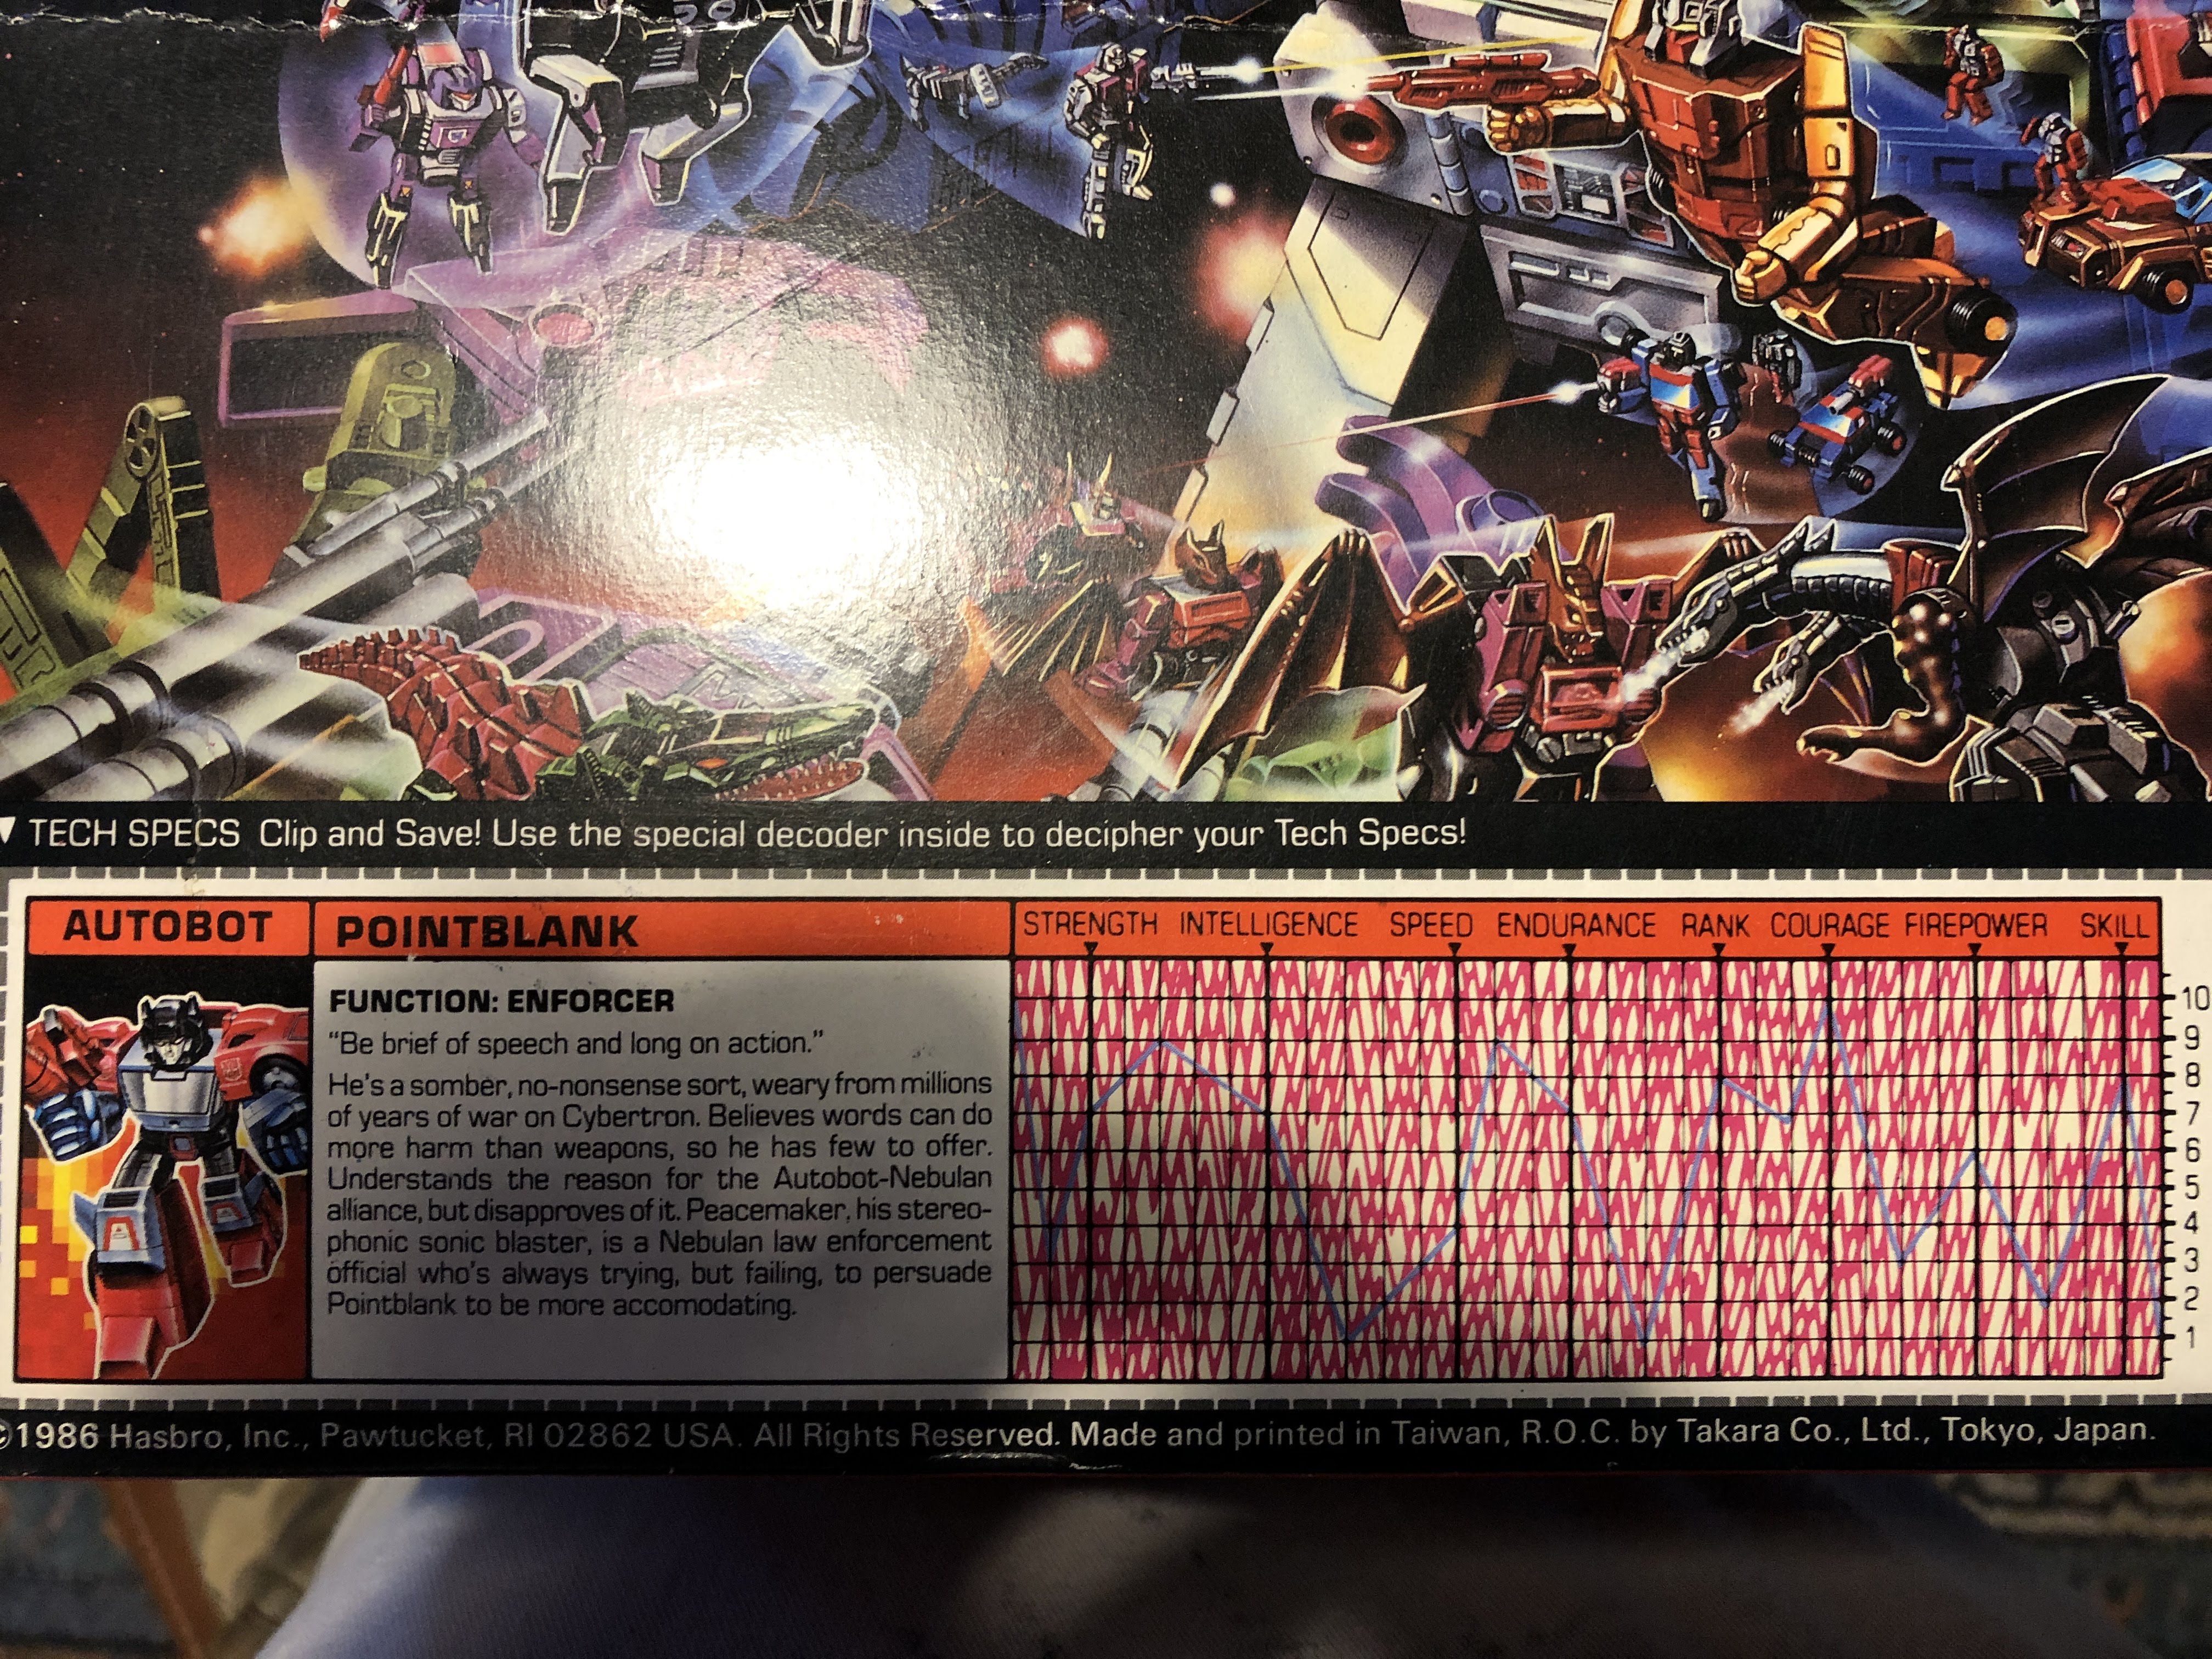 ▼ TECH SPECS Clip and Save! Use the special decoder inside to decipher your Tech Specs!
AUTOBOT
POINTBLANK
FUNCTION: ENFORCER
“Be brief of speech and long on action.”
He's a somber, no-nonsense sort, weary from millions
of years of war on Cybertron. Believes words can do
more harm than weapons, so he has few to offer.
Understands the reason for the Autobot-Nebulan
alliance, but disapproves of it. Peacemaker, his stereo-
phonic sonic blaster, is a Nebulan law enforcement
official who's always trying, but failing, to persuade
Pointblank to be more accomodating.
STRENGTH INTELLIGENCE SPEED ENDURANCE RANK COURAGE FIREPOWER SKILL
10
9
8
7
6
5
4
3
2
1
©1986 Hasbro, Inc., Pawtucket, RI 02862 USA. All Rights Reserved. Made and printed in Taiwan, R.O.C. by Takara Co., Ltd., Tokyo, Japan.